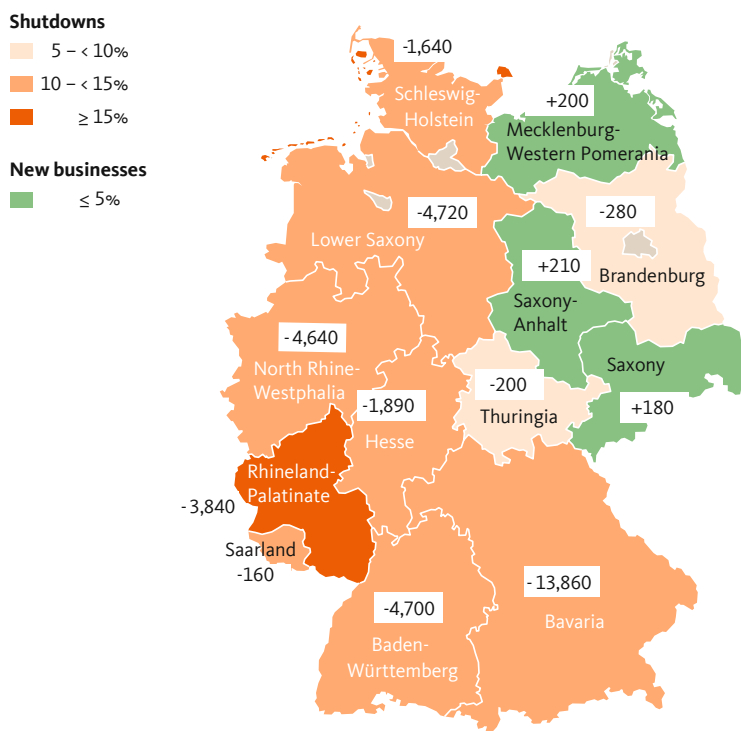 Shutdowns
5 – < 10%
10 – < 15%
≥ 15%
New businesses
≤ 5%
-1,640
Schleswig-
Holstein
+200
Mecklenburg-
Western Pomerania
-4,720
Lower Saxony
-280
Brandenburg
+210
Saxony-
Anhalt
-4,640
North Rhine-
Westphalia
Saxony
+180
-200
Thuringia
-1,890
Hesse
Rhineland-
Palatinate
-3,840
Saarland
-160
-13,860
Bavaria
-4,700
Baden-
Württemberg